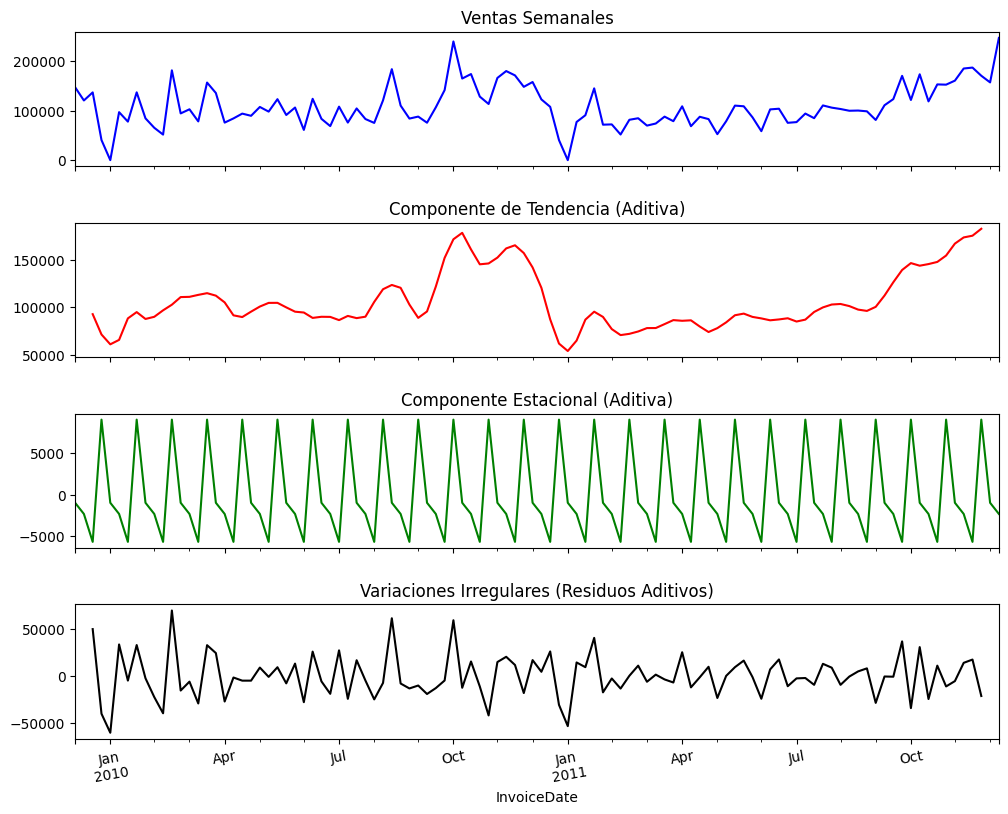 Ventas Semanales
200000
100000
0
Componente de Tendencia (Aditiva)
150000
100000
50000
Componente Estacional (Aditiva)
5000
0
−5000
Variaciones Irregulares (Residuos Aditivos)
50000
0
−50000
Jan
2010
Apr
Jul
Oct
Jan
2011
Apr
Jul
Oct
InvoiceDate